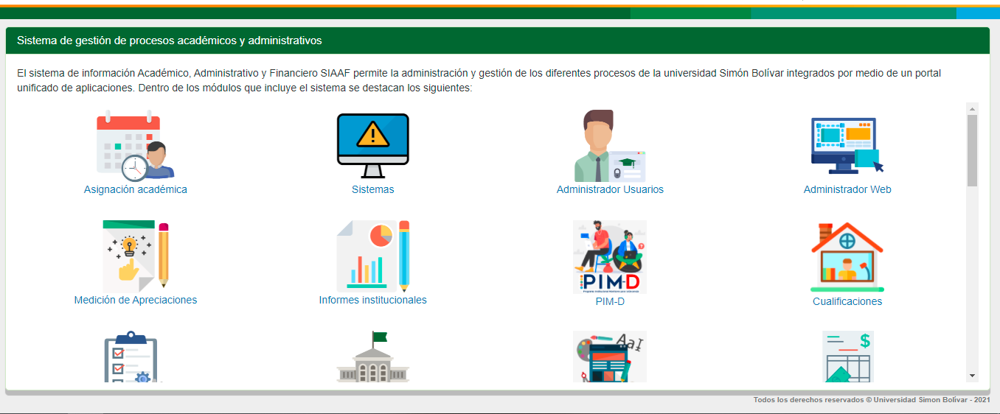 Sistema de gestión de procesos académicos y administrativos
El sistema de información Académico, Administrativo y Financiero SIAAF permite la administración y gestión de los diferentes procesos de la universidad Simón Bolívar integrados por medio de un portal
unificado de aplicaciones. Dentro de los módulos que incluye el sistema se destacan los siguientes:
Asignación académica
Sistemas
Administrador Usuarios
Administrador Web
PIM-D
Medición de Apreciaciones
Informes institucionales
PIM-D
Cualificaciones
AaI
$
Todos los derechos reservados © Universidad Simon Bolívar - 2021